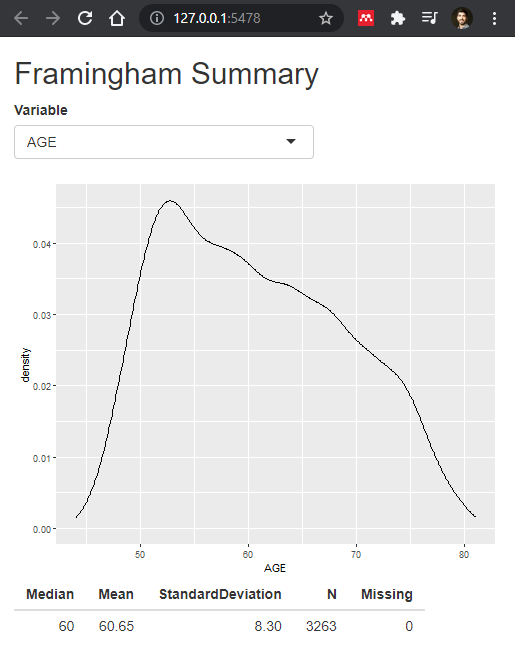 127.0.0.1:5478
Framingham Summary
Variable
AGE
0.04
0.03
0.02
0.01
0.00
density
50 60 70 80
AGE
Median Mean StandardDeviation N Missing
60 60.65 8.30 3263 0